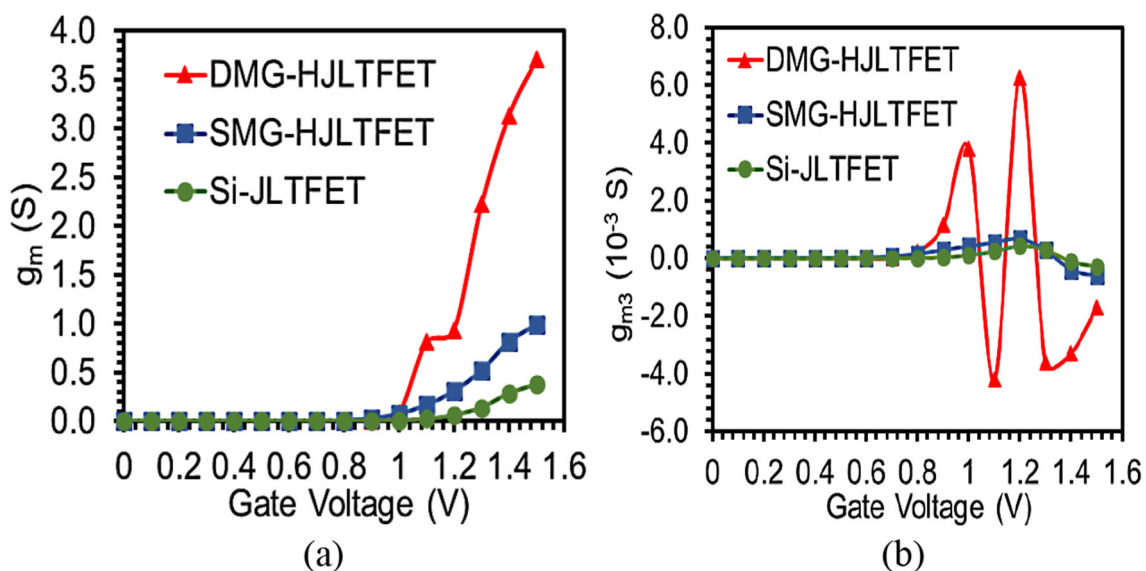 4.0
3.5
3.0
2.5
2.0
1.5
1.0
0.5
0.0
gm (S)
DMG-HJLTFET
SMG-HJLTFET
Si-JLTFET
0 0.2 0.4 0.6 0.8 1 1.2 1.4 1.6
Gate Voltage (V)
(a)
8.0
6.0
4.0
2.0
0.0
-2.0
-4.0
-6.0
gm3 (10-3 S)
DMG-HJLTFET
SMG-HJLTFET
Si-JLTFET
0 0.2 0.4 0.6 0.8 1 1.2 1.4 1.6
Gate Voltage (V)
(b)